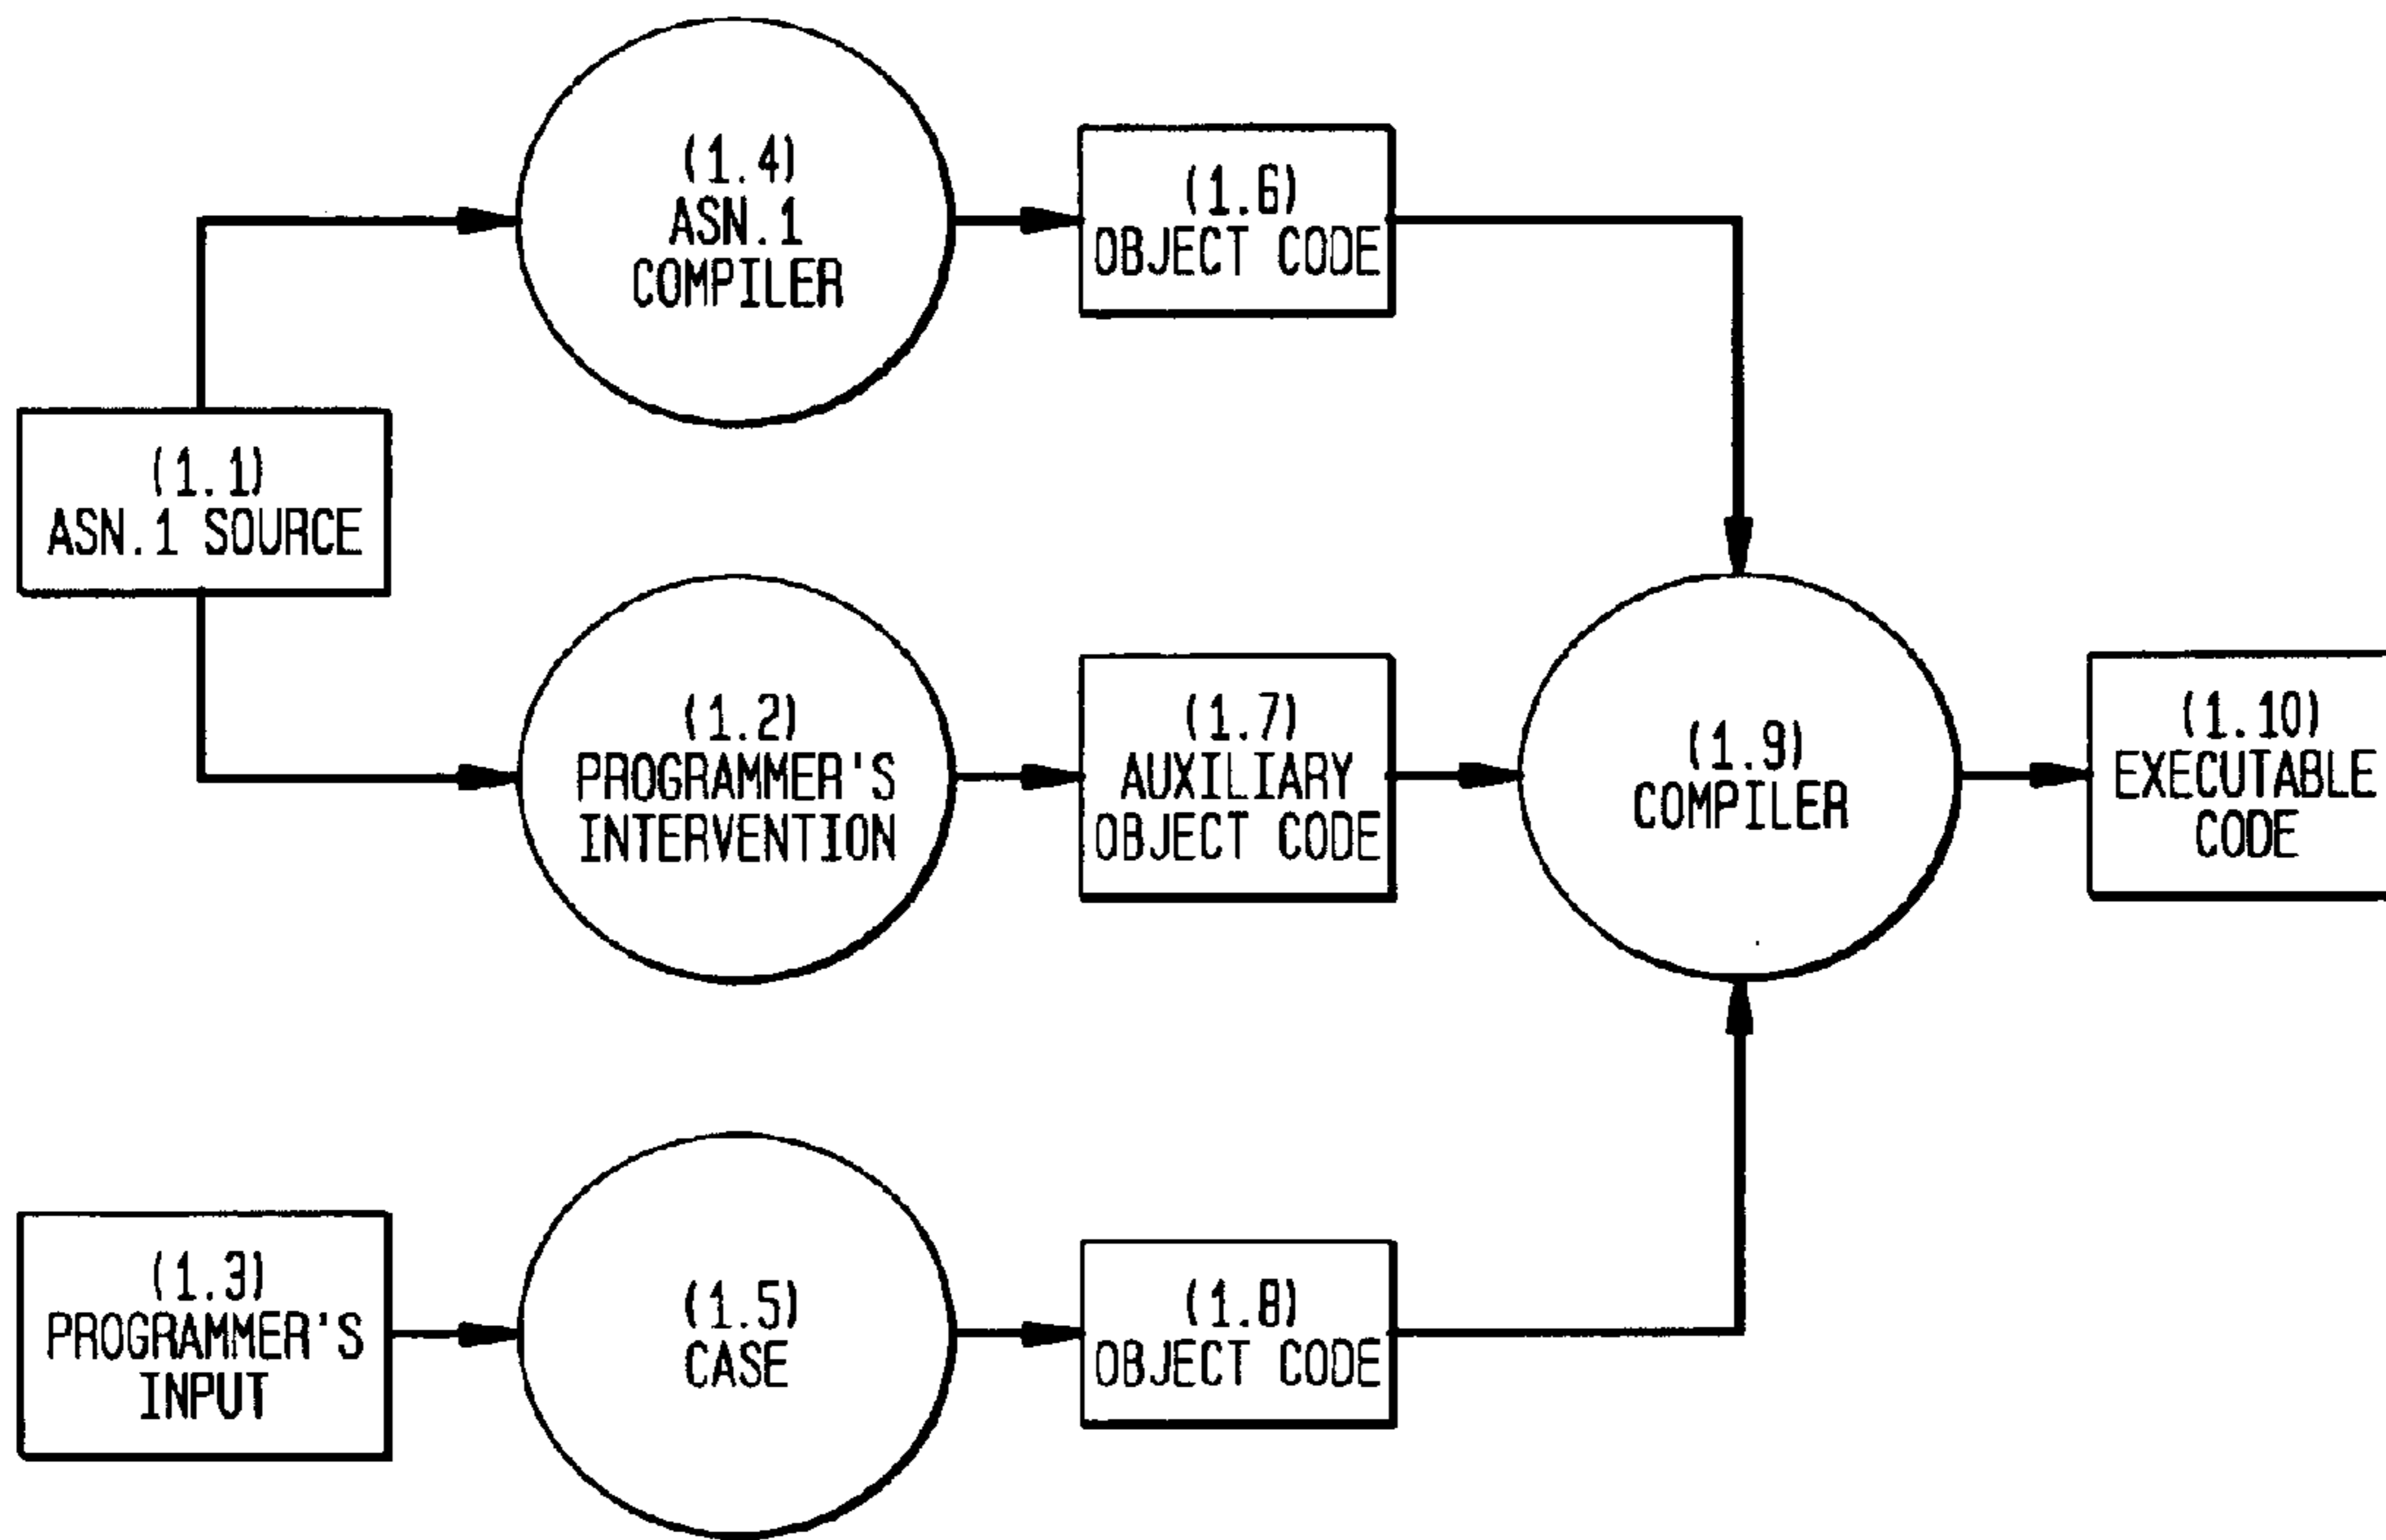 (1.4)
ASN.1
COMPILER
(1.6)
OBJECT CODE
(1.1)
ASN.1 SOURCE
(1.2)
PROGRAMMER'S
INTERVENTION
(1.7)
AUXILIARY
OBJECT CODE
(1.9)
COMPILER
(1.10)
EXECUTABLE
CODE
(1.3)
PROGRAMMER'S
INPUT
(1.5)
CASE
(1.8)
OBJECT CODE